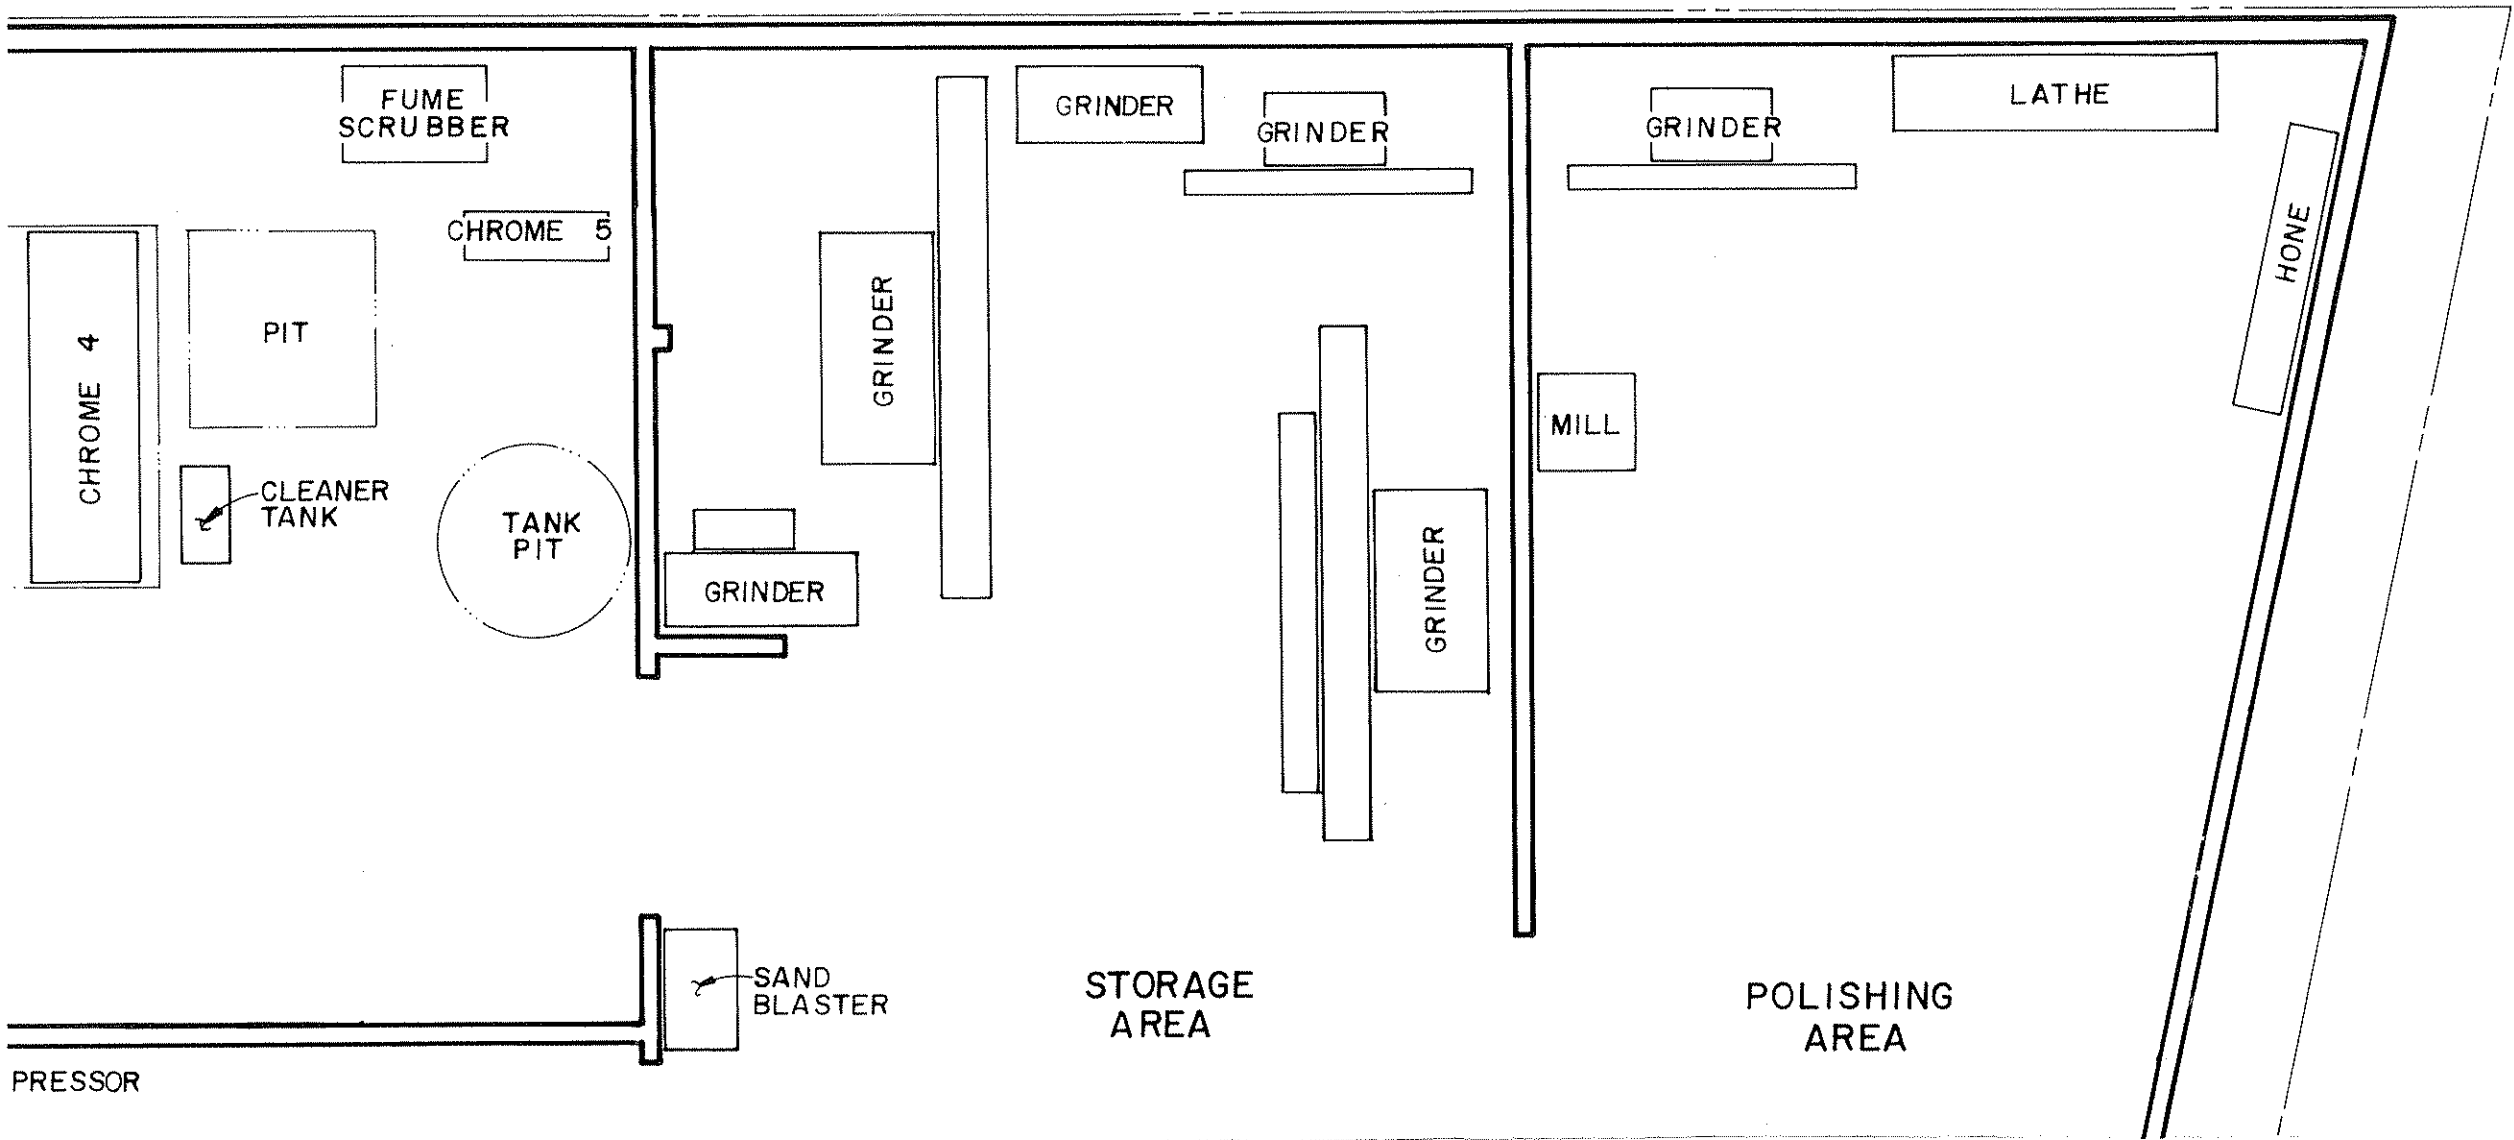 FUME
SCRUBBER
CHROME 5
CHROME 4
PIT
CLEANER
TANK
TANK
PIT
GRINDER
GRINDER
GRINDER
GRINDER
GRINDER
GRINDER
LATHE
HONE
MILL
SAND
BLASTER
STORAGE
AREA
POLISHING
AREA
PRESSOR